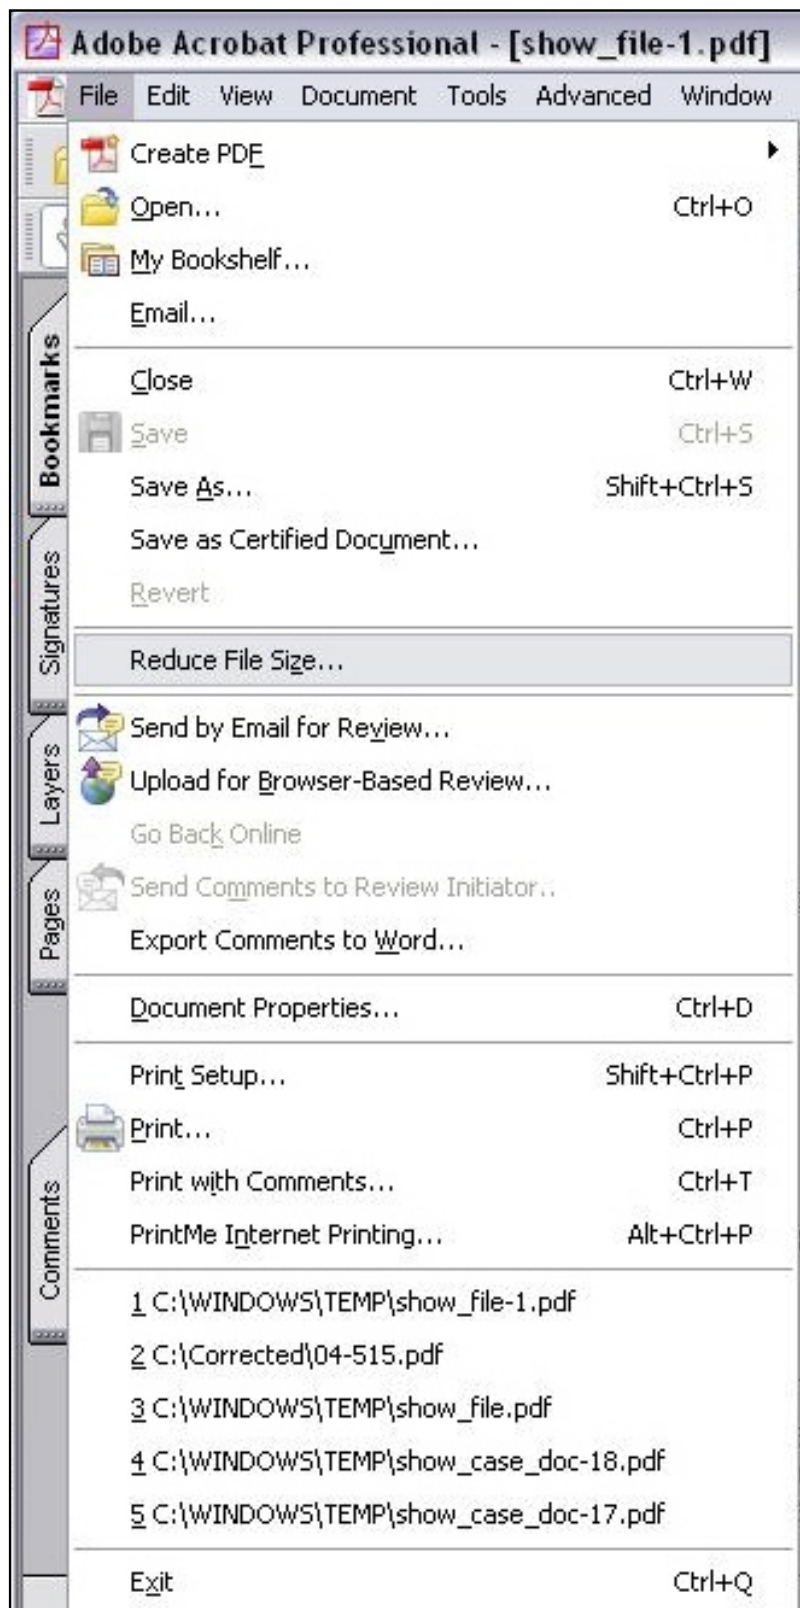 Adobe Acrobat Professional - [show_file-1.pdf]
File Edit View Document Tools Advanced Window
Create PDF
Open... Ctrl+O
My Bookshelf...
Email...
Close Ctrl+W
Save Ctrl+S
Save As... Shift+Ctrl+S
Save as Certified Document...
Revert
Reduce File Size...
Send by Email for Review...
Upload for Browser-Based Review...
Go Back Online
Send Comments to Review Initiator..
Export Comments to Word...
Document Properties... Ctrl+D
Print Setup... Shift+Ctrl+P
Print... Ctrl+P
Print with Comments... Ctrl+T
PrintMe Internet Printing... Alt+Ctrl+P
1 C:\WINDOWS\TEMP\show_file-1.pdf
2 C:\Corrected\04-515.pdf
3 C:\WINDOWS\TEMP\show_file.pdf
4 C:\WINDOWS\TEMP\show_case_doc-18.pdf
5 C:\WINDOWS\TEMP\show_case_doc-17.pdf
Exit Ctrl+Q
Bookmarks
Signatures
Layers
Pages
Comments